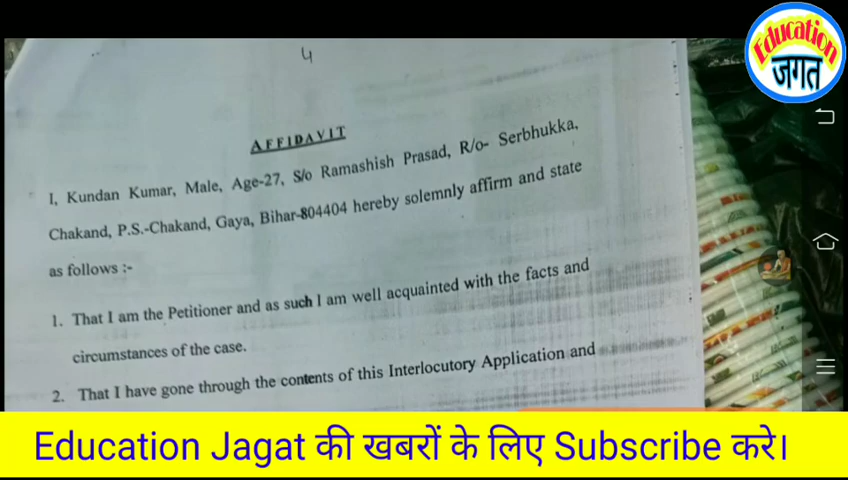 Education
जगत
4
AFFIDAVIT
I, Kundan Kumar, Male, Age-27, S/o Ramashish Prasad, R/o- Serbhukka,
Chakand, P.S.-Chakand, Gaya, Bihar-804404 hereby solemnly affirm and state
as follows :-
1. That I am the Petitioner and as such I am well acquainted with the facts and
circumstances of the case.
2. That I have gone through the contents of this Interlocutory Application and
Education Jagat की खबरों के लिए Subscribe करे।